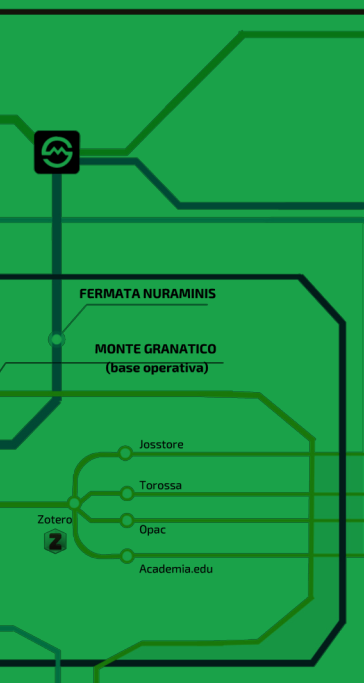 FERMATA NURAMINIS
MONTE GRANATICO
(base operativa)
Josstore
Torossa
Zotero
Z
Opac
Academia.edu